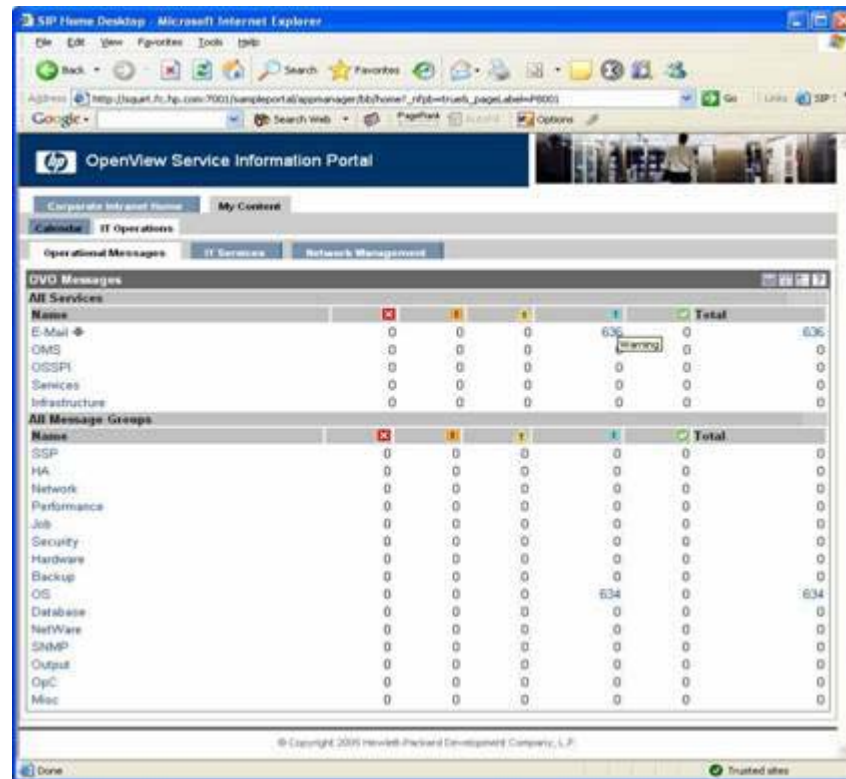 SIP Home Desktop - Microsoft Internet Explorer
File Edit View Favorites Tools Help
Back Search Favorites
Address http://squirt.fc.hp.com:7001/sampleportal/appmanager/bb/home?_nfpb=true&_pageLabel=P8001 Go Links SIP
Google Search Web PageRank Options
hp OpenView Service Information Portal
Corporate Intranet Home My Content
Calendar IT Operations
Operational Messages IT Services Network Management
OVO Messages
All Services
Name Total
E-Mail 0 0 0 636 0 636
Warning
OMS 0 0 0 0 0
OSSPI 0 0 0 0 0 0
Services 0 0 0 0 0 0
Infrastructure 0 0 0 0 0 0
All Message Groups
Name Total
SSP 0 0 0 0 0 0
HA 0 0 0 0 0 0
Network 0 0 0 0 0 0
Performance 0 0 0 0 0 0
Job 0 0 0 0 0 0
Security 0 0 0 0 0 0
Hardware 0 0 0 0 0 0
Backup 0 0 0 0 0 0
OS 0 0 0 634 0 634
Database 0 0 0 0 0 0
NetWare 0 0 0 0 0 0
SNMP 0 0 0 0 0 0
Output 0 0 0 0 0 0
OpC 0 0 0 0 0 0
Misc 0 0 0 0 0 0
© Copyright 2005 Hewlett-Packard Development Company, L.P.
Done Trusted sites